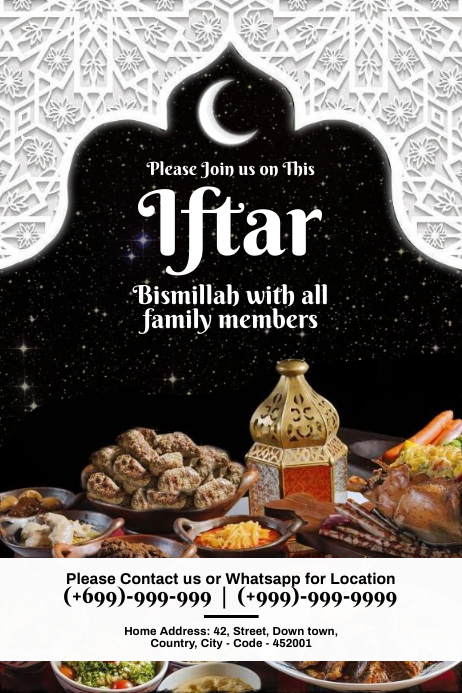 Please Join us on This
Iftar
Bismillah with all
family members
Please Contact us or Whatsapp for Location
(+699)-999-999 | (+999)-999-9999
Home Address: 42, Street, Down town,
Country, City - Code - 452001